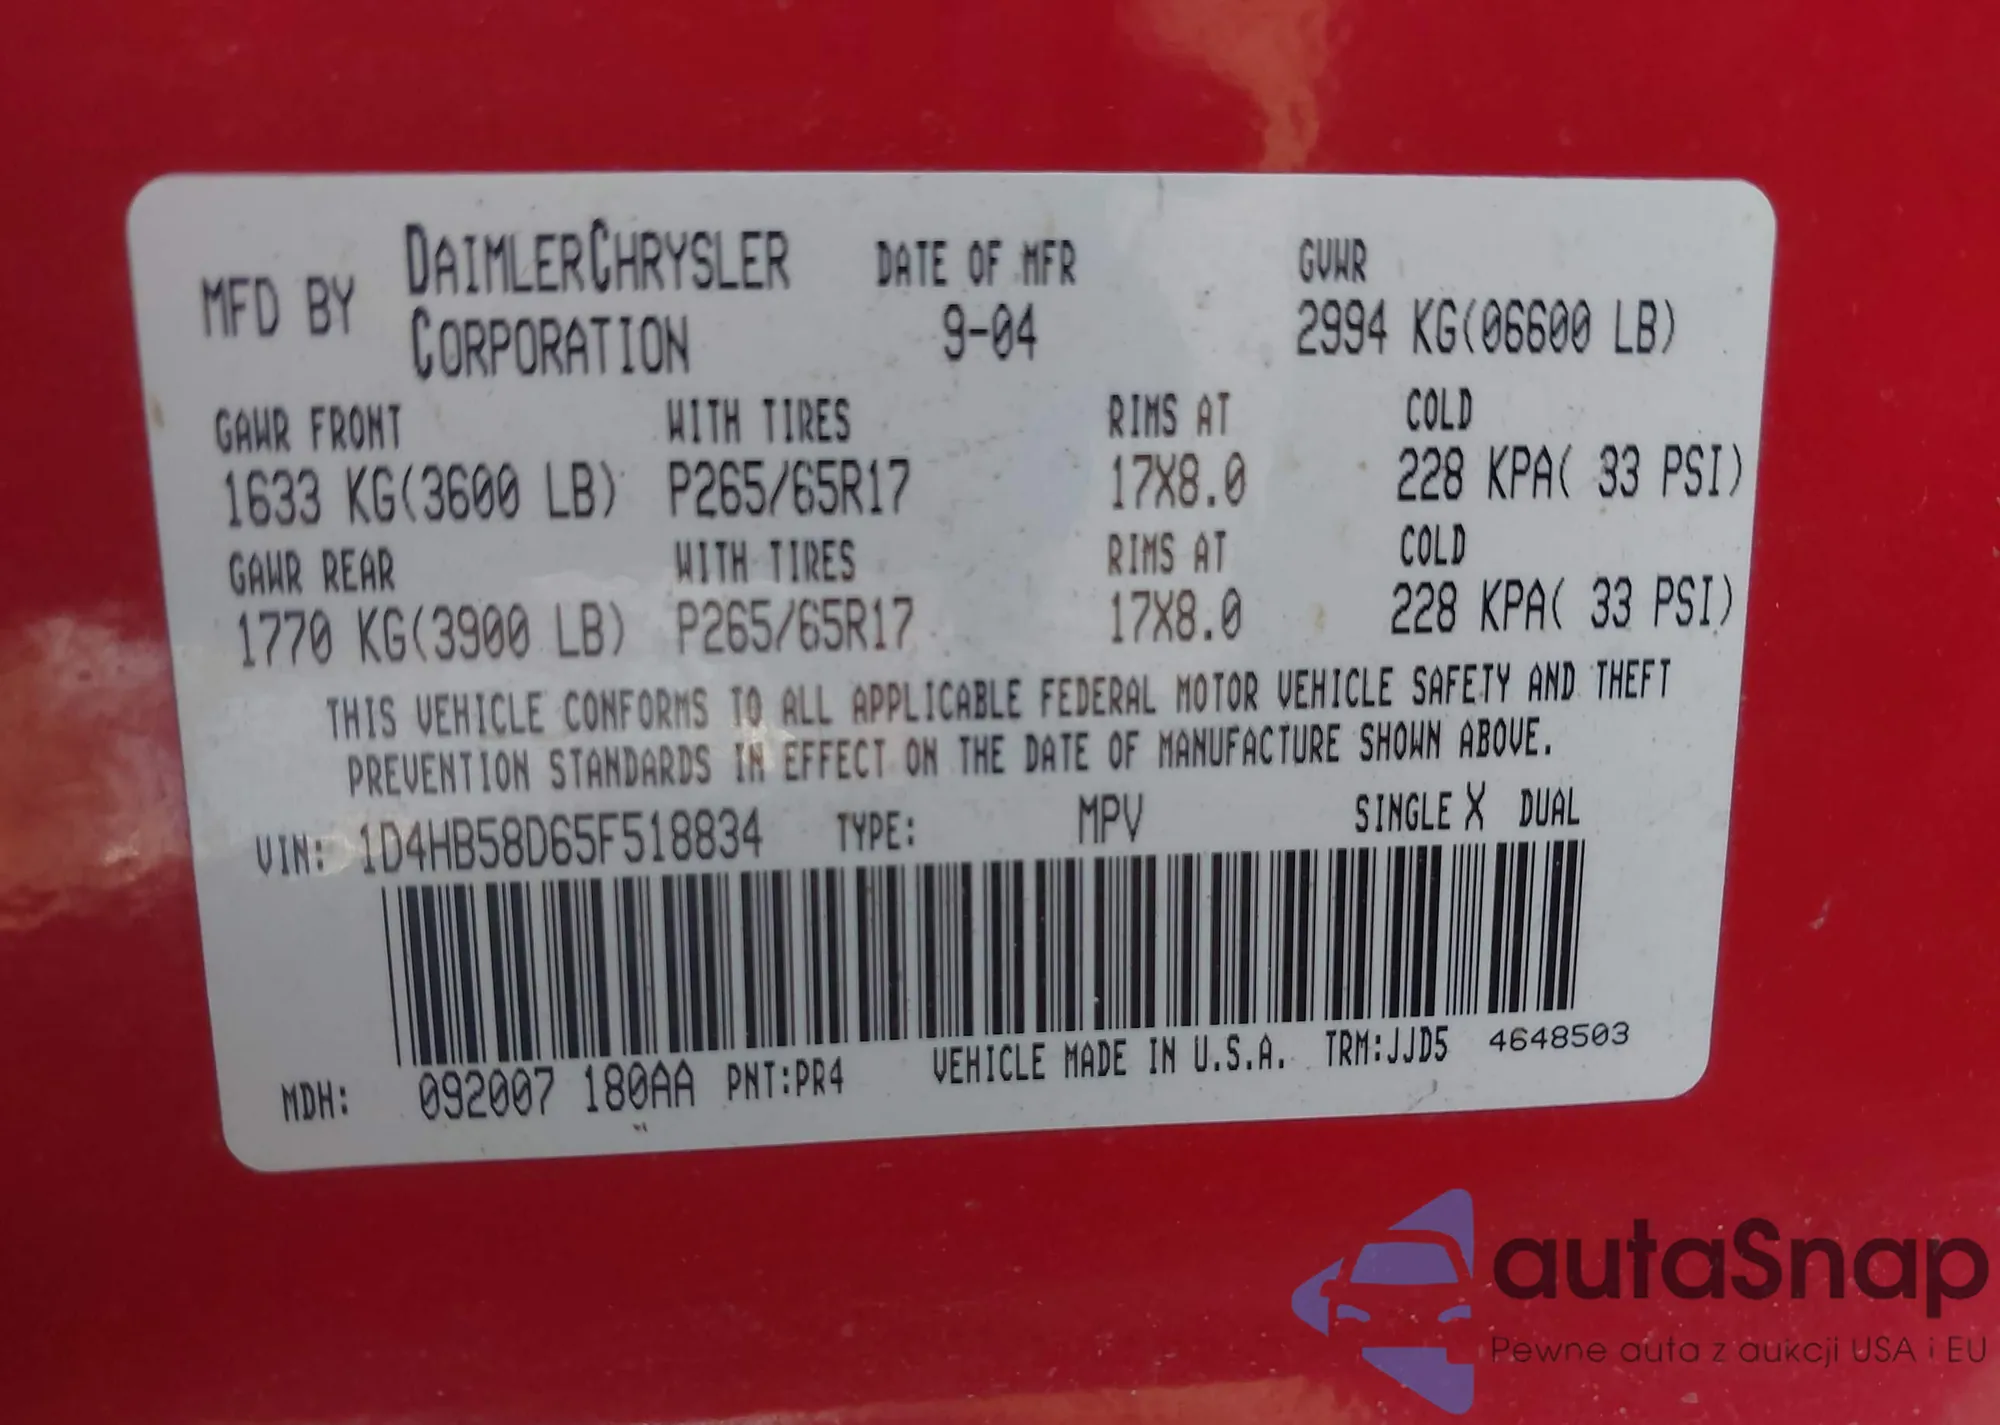 MFD BY DAIMLERCHRYSLER CORPORATION DATE OF MFR 9-04 GVWR 2994 KG(06600 LB)
GAWR FRONT WITH TIRES RIMS AT COLD
1633 KG(3600 LB) P265/65R17 17X8.0 228 KPA( 33 PSI)
GAWR REAR WITH TIRES RIMS AT COLD
1770 KG(3900 LB) P265/65R17 17X8.0 228 KPA( 33 PSI)
THIS VEHICLE CONFORMS TO ALL APPLICABLE FEDERAL MOTOR VEHICLE SAFETY AND THEFT
PREVENTION STANDARDS IN EFFECT ON THE DATE OF MANUFACTURE SHOWN ABOVE.
VIN: 1D4HB58D65F518834 TYPE: MPV SINGLE X DUAL
MDH: 092007 180AA PNT:PR4 VEHICLE MADE IN U.S.A. TRM:JJD5 4648503
autaSnap
Pewne auta z aukcji USA i EU